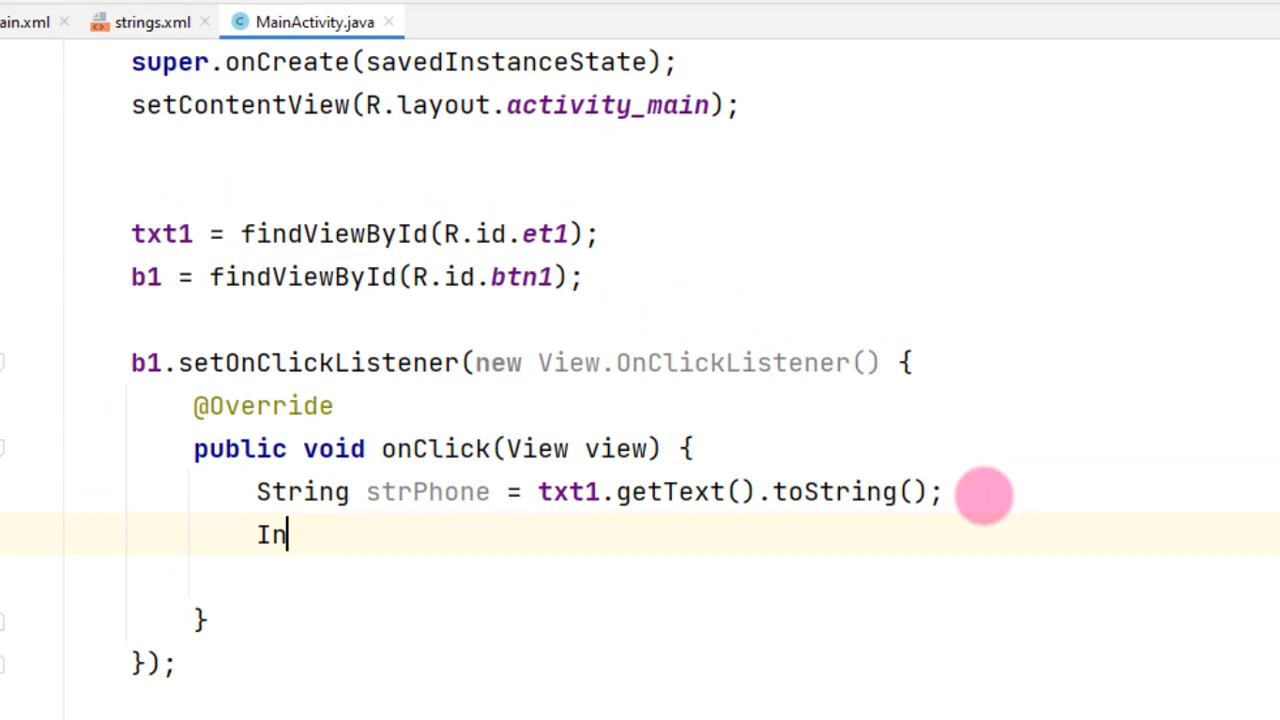 ain.xml strings.xml MainActivity.java
super.onCreate(savedInstanceState);
setContentView(R.layout.activity_main);
txt1 = findViewById(R.id.et1);
b1 = findViewById(R.id.btn1);
b1.setOnClickListener(new View.OnClickListener() {
@Override
public void onClick(View view) {
String strPhone = txt1.getText().toString();
In
}
});